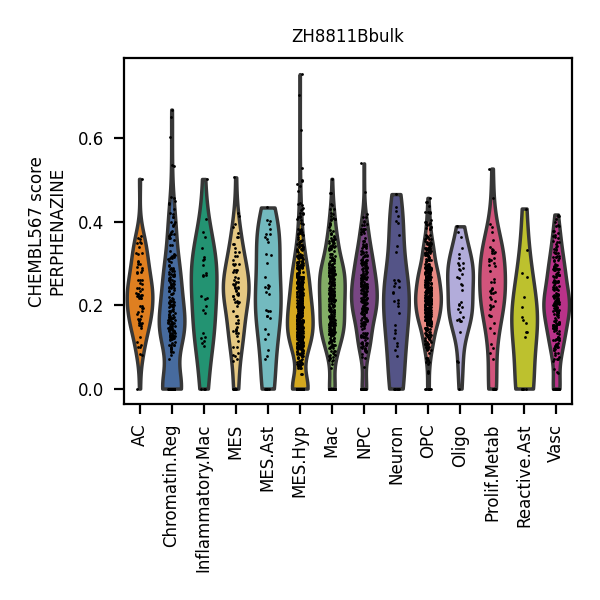 ZH8811Bbulk
CHEMBL567 score
PERPHENAZINE
0.6
0.4
0.2
0.0
AC
Chromatin.Reg
Inflammatory.Mac
MES
MES.Ast
MES.Hyp
Mac
NPC
Neuron
OPC
Oligo
Prolif.Metab
Reactive.Ast
Vasc